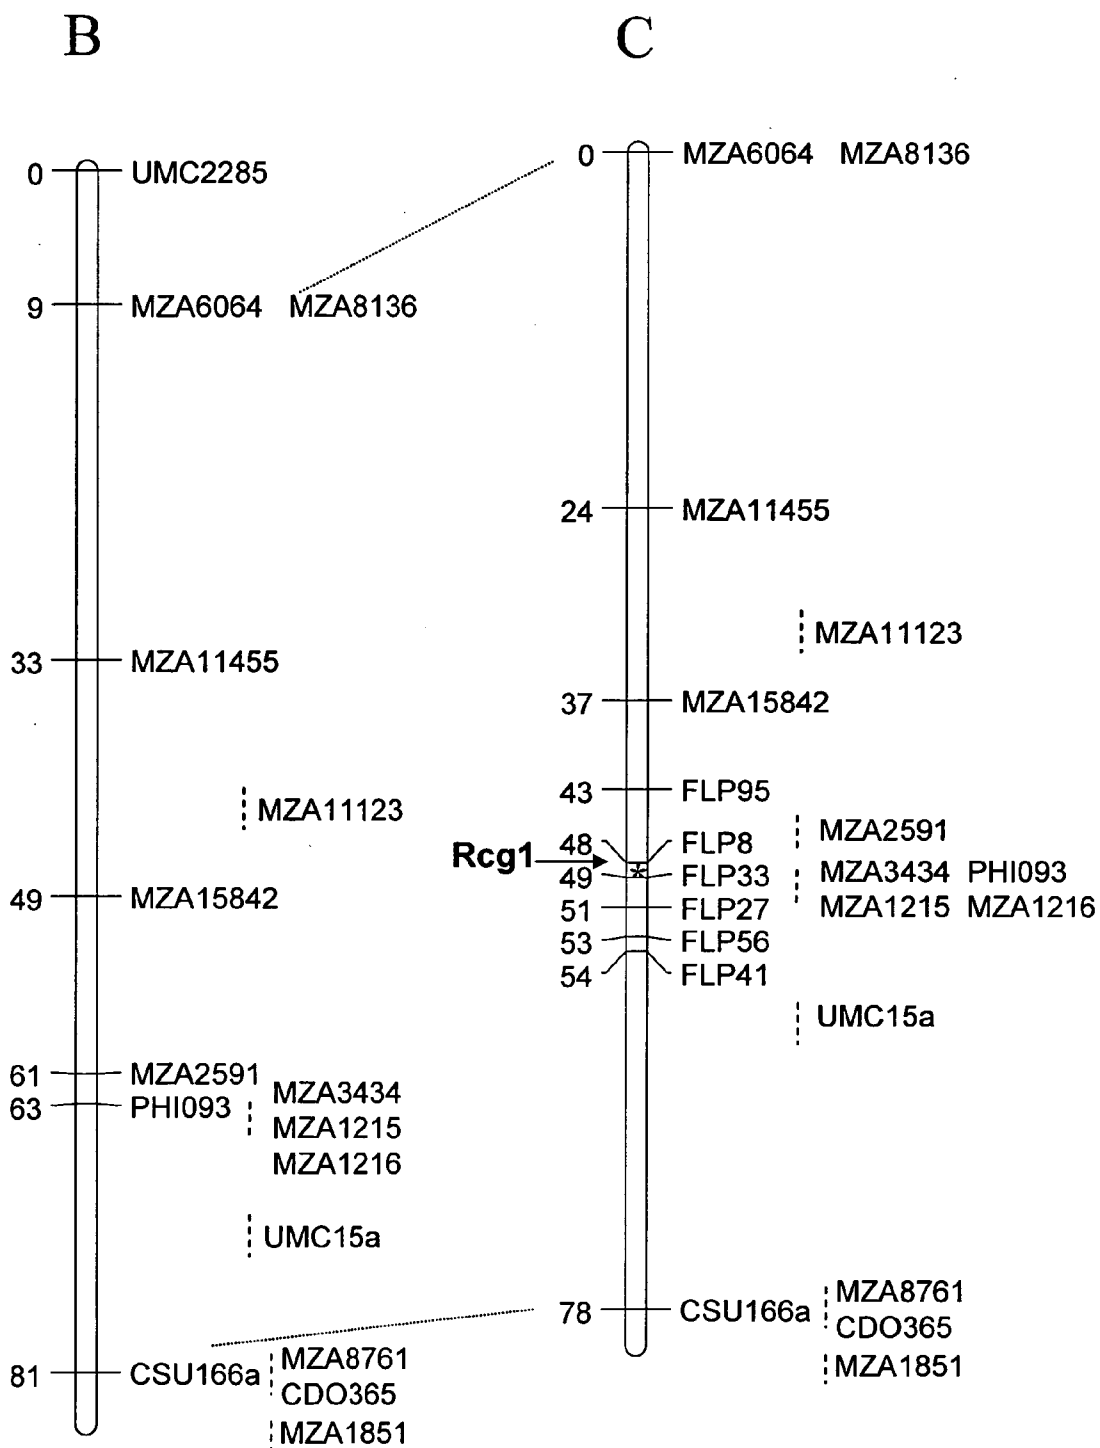 B
0 UMC2285
9 MZA6064 MZA8136
33 MZA11455
MZA11123
49 MZA15842
61 MZA2591
MZA3434
63 PHI093
MZA1215
MZA1216
UMC15a
MZA8761
81 CSU166a
CDO365
MZA1851
C
0 MZA6064 MZA8136
24 MZA11455
MZA11123
37 MZA15842
43 FLP95
MZA2591
48 FLP8
Rcg1
*
MZA3434 PHI093
49 FLP33
51 FLP27 MZA1215 MZA1216
53 FLP56
54 FLP41
UMC15a
MZA8761
78 CSU166a
CDO365
MZA1851